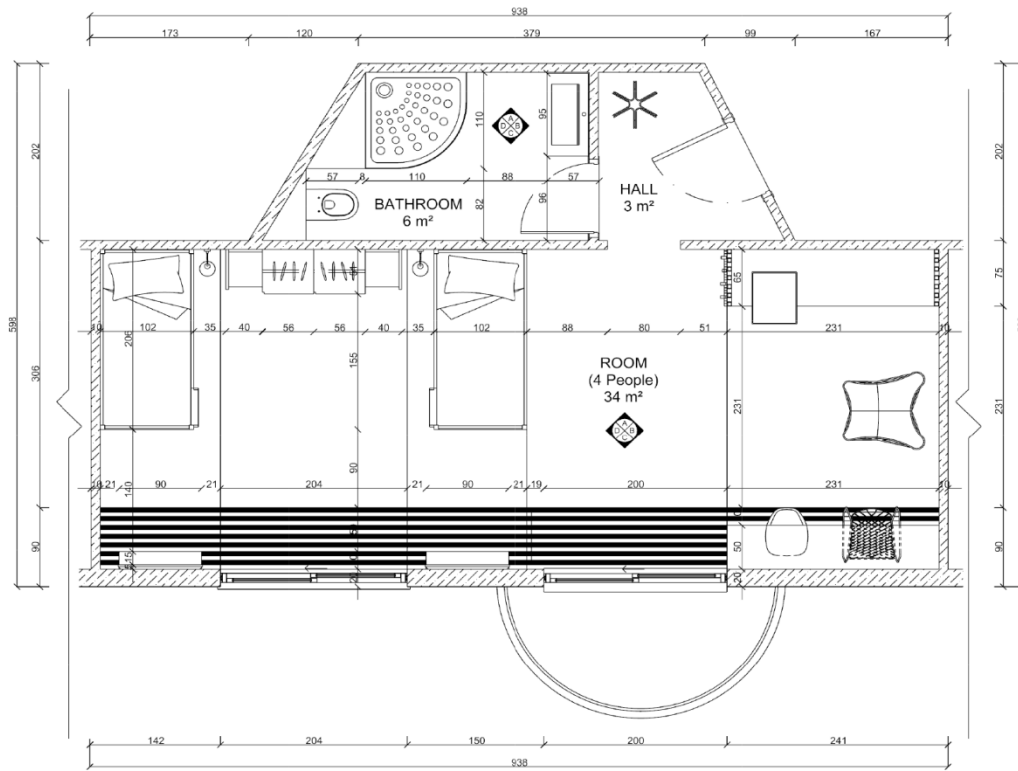 938
173 120 379 99 167
202
110
95
202
57 8 110 88 57
BATHROOM
6 m²
82
96
HALL
3 m²
A
D B
C
598
65
75
10 102 35 40 56 56 40 35 102 88 80 51 231 10
206
306
155
ROOM
(4 People)
34 m²
231
231
A
D B
C
90
21 90 21 204 21 90 21 19 200 231 10
140
90
50
90
20
20
142 204 150 200 241
938